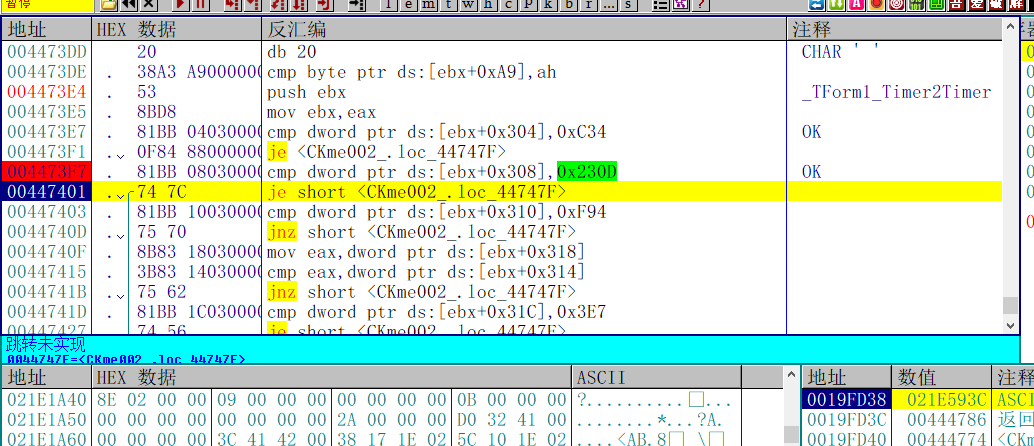 暂停 l e m t w h c p k b r ... s ?
地址 HEX 数据 反汇编 注释
004473DD 20 db 20 CHAR ' '
004473DE . 38A3 A9000000 cmp byte ptr ds:[ebx+0xA9],ah
004473E4 . 53 push ebx _TForm1_Timer2Timer
004473E5 . 8BD8 mov ebx,eax
004473E7 . 81BB 04030000 cmp dword ptr ds:[ebx+0x304],0xC34 OK
004473F1 . 0F84 88000000 je <CKme002_.loc_44747F>
004473F7 . 81BB 08030000 cmp dword ptr ds:[ebx+0x308],0x230D OK
00447401 . 74 7C je short <CKme002_.loc_44747F>
00447403 . 81BB 10030000 cmp dword ptr ds:[ebx+0x310],0xF94
0044740D . 75 70 jnz short <CKme002_.loc_44747F>
0044740F . 8B83 18030000 mov eax,dword ptr ds:[ebx+0x318]
00447415 . 3B83 14030000 cmp eax,dword ptr ds:[ebx+0x314]
0044741B . 75 62 jnz short <CKme002_.loc_44747F>
0044741D . 81BB 1C030000 cmp dword ptr ds:[ebx+0x31C],0x3E7
00447427 . 74 56 je short <CKme002_.loc_44747F>
跳转未实现
0044747F=<CKme002_.loc_44747F>
地址 HEX 数据 ASCII 地址 数值 注释
021E1A40 8E 02 00 00 09 00 00 00 00 00 00 00 0B 00 00 00 ?..........□... 0019FD38 021E593C ASCI
021E1A50 00 00 00 00 00 00 00 00 2A 00 00 00 D0 32 41 00 ........*...?A. 0019FD3C 00444786 返回
021E1A60 00 00 00 00 3C 41 42 00 38 17 1E 02 5C 10 1E 02 ....<AB.8□ \□ 0019FD40 00444774 <CK